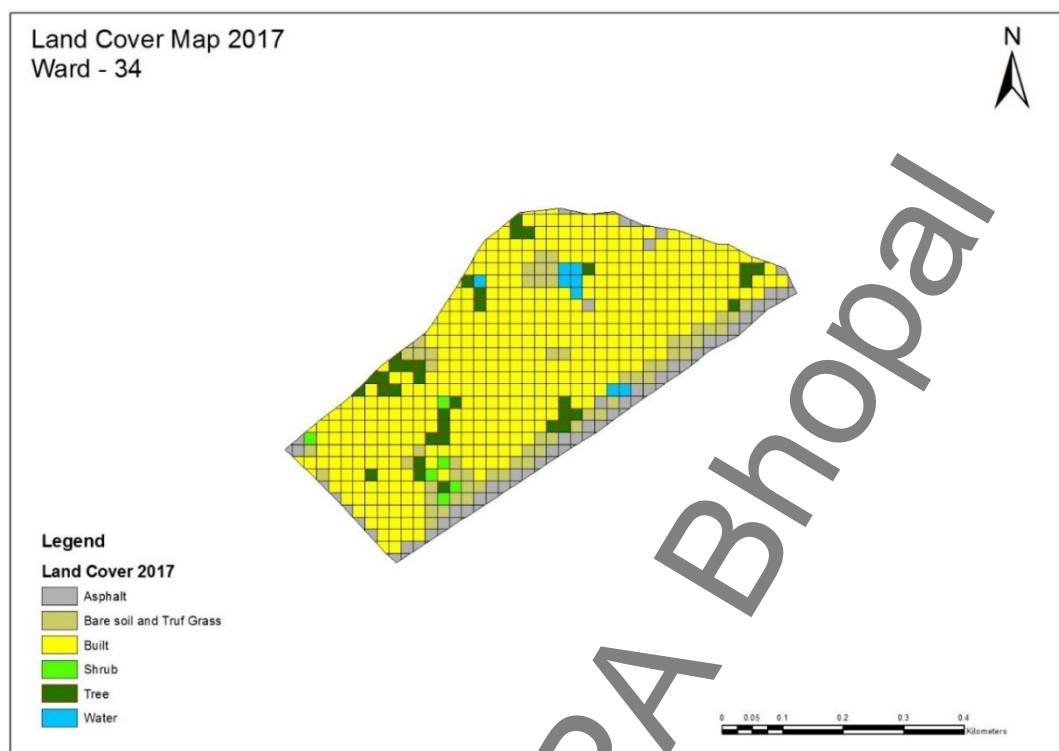 Land Cover Map 2017
Ward - 34
N
PA Bhopal
Legend
Land Cover 2017
Asphalt
Bare soil and Truf Grass
Built
Shrub
Tree
Water
0 0.05 0.1 0.2 0.3 0.4
Kilometers